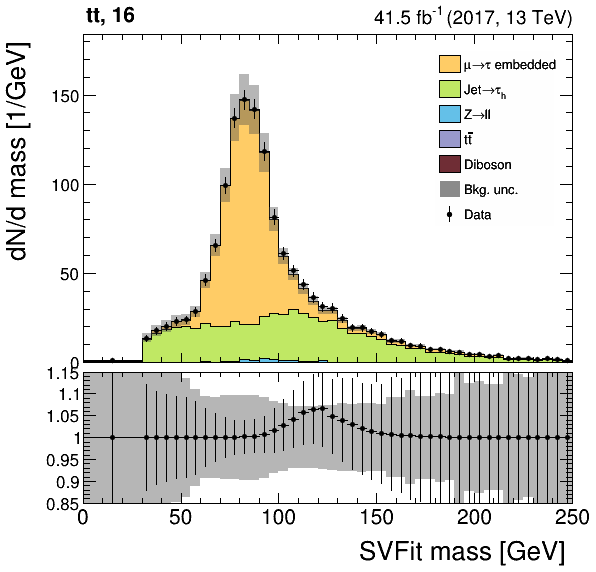 tt, 16
41.5 fb⁻¹ (2017, 13 TeV)
dN/d mass [1/GeV]
150
100
50
0
μ→τ embedded
Jet→τₕ
Z→ll
tt̅
Diboson
Bkg. unc.
Data
1.15
1.1
1.05
1
0.95
0.9
0.85
0 50 100 150 200 250
SVFit mass [GeV]